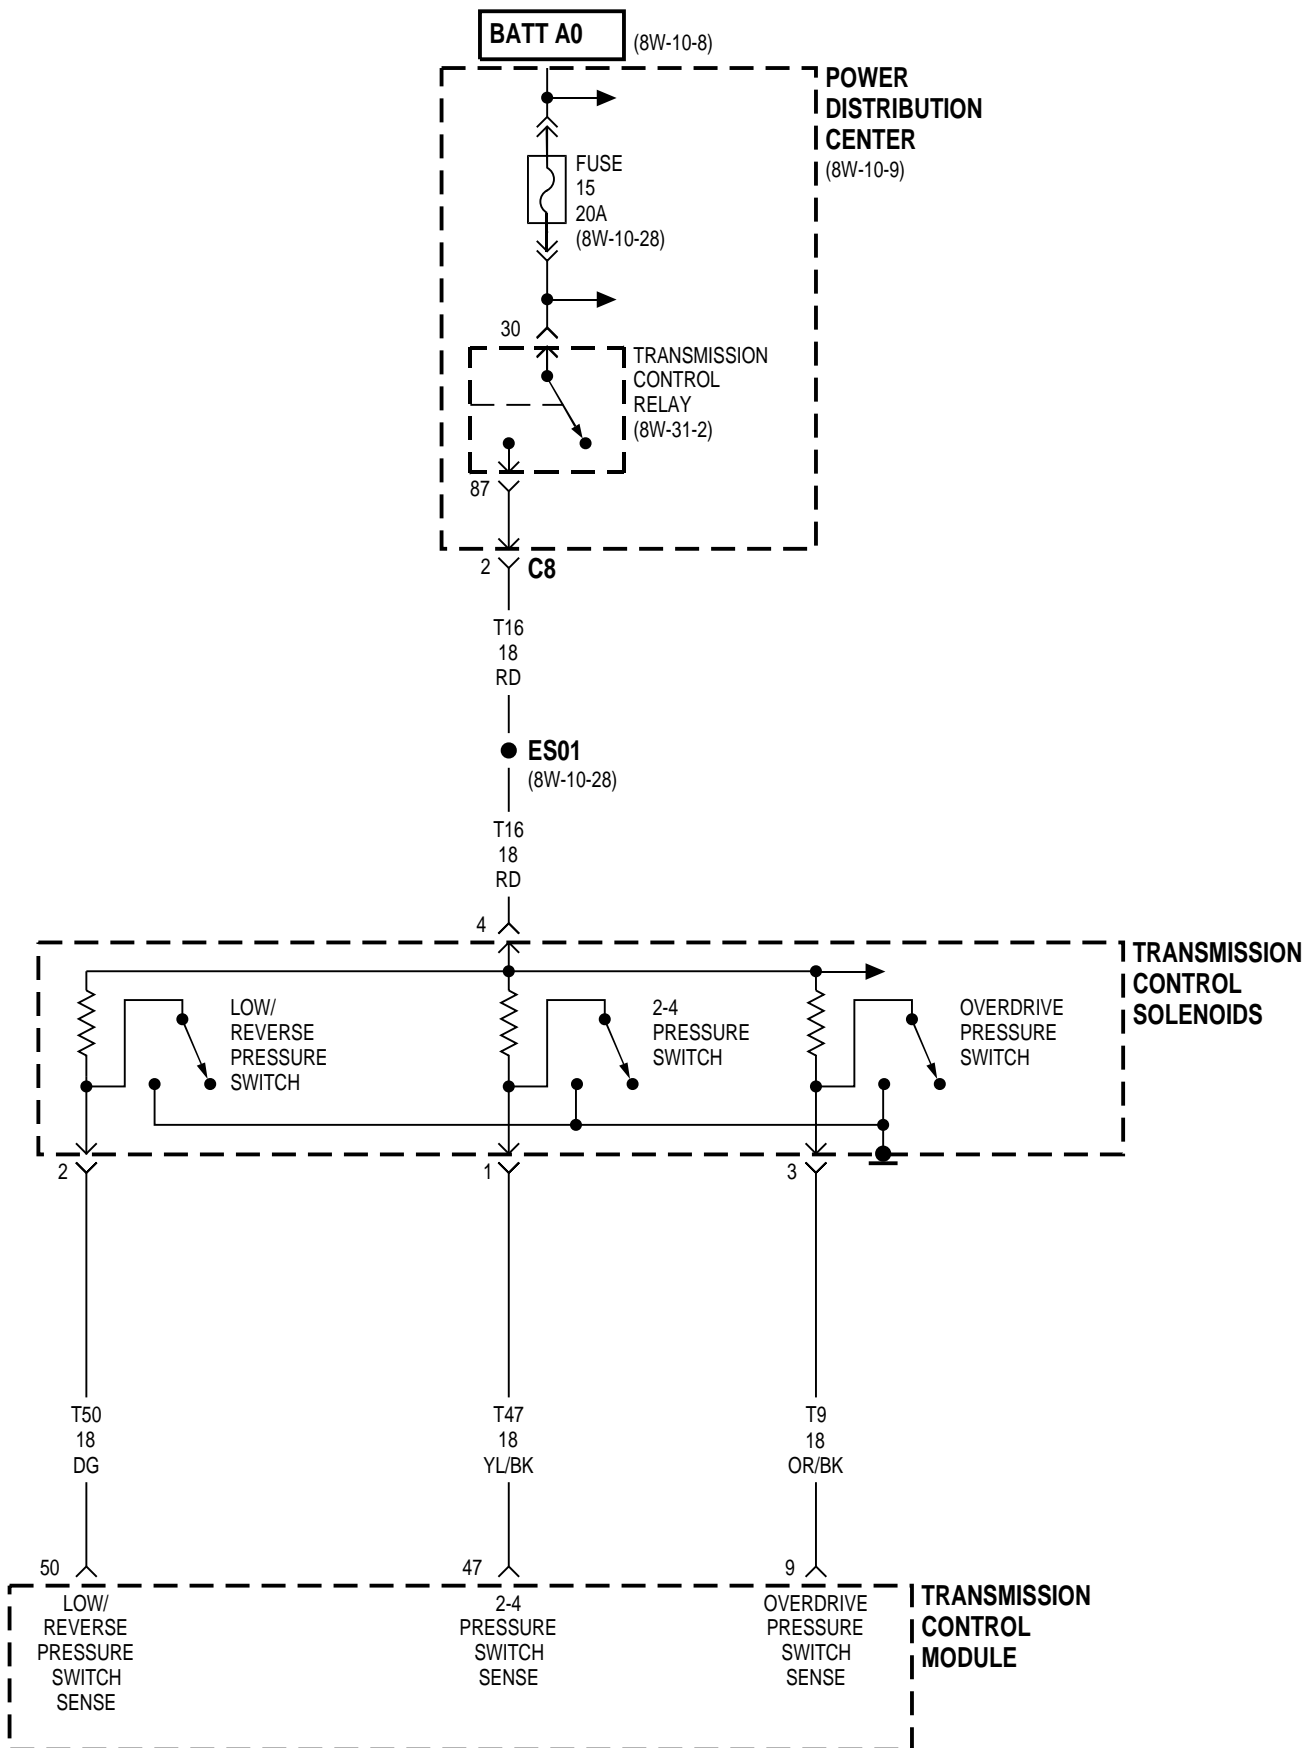 BATT A0
(8W-10-8)
POWER
DISTRIBUTION
CENTER
(8W-10-9)
FUSE
15
20A
(8W-10-28)
30
TRANSMISSION
CONTROL
RELAY
(8W-31-2)
87
2 C8
T16
18
RD
ES01
(8W-10-28)
T16
18
RD
4
TRANSMISSION
CONTROL
SOLENOIDS
LOW/
REVERSE
PRESSURE
SWITCH
2-4
PRESSURE
SWITCH
OVERDRIVE
PRESSURE
SWITCH
2
1
3
T50
18
DG
T47
18
YL/BK
T9
18
OR/BK
50
47
9
LOW/
REVERSE
PRESSURE
SWITCH
SENSE
2-4
PRESSURE
SWITCH
SENSE
OVERDRIVE
PRESSURE
SWITCH
SENSE
TRANSMISSION
CONTROL
MODULE